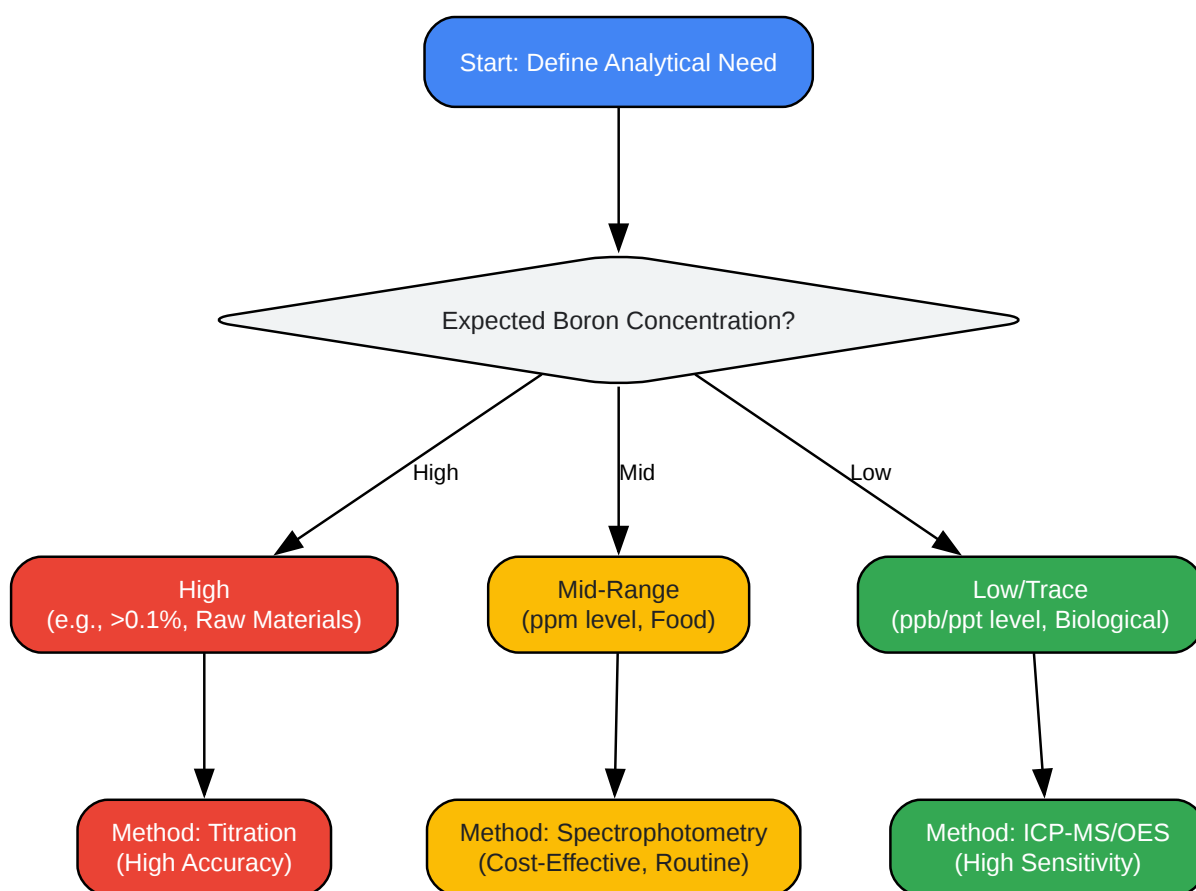 Start: Define Analytical Need
Expected Boron Concentration?
High
Mid
Low
High
(e.g., >0.1%, Raw Materials)
Mid-Range
(ppm level, Food)
Low/Trace
(ppb/ppt level, Biological)
Method: Titration
(High Accuracy)
Method: Spectrophotometry
(Cost-Effective, Routine)
Method: ICP-MS/OES
(High Sensitivity)